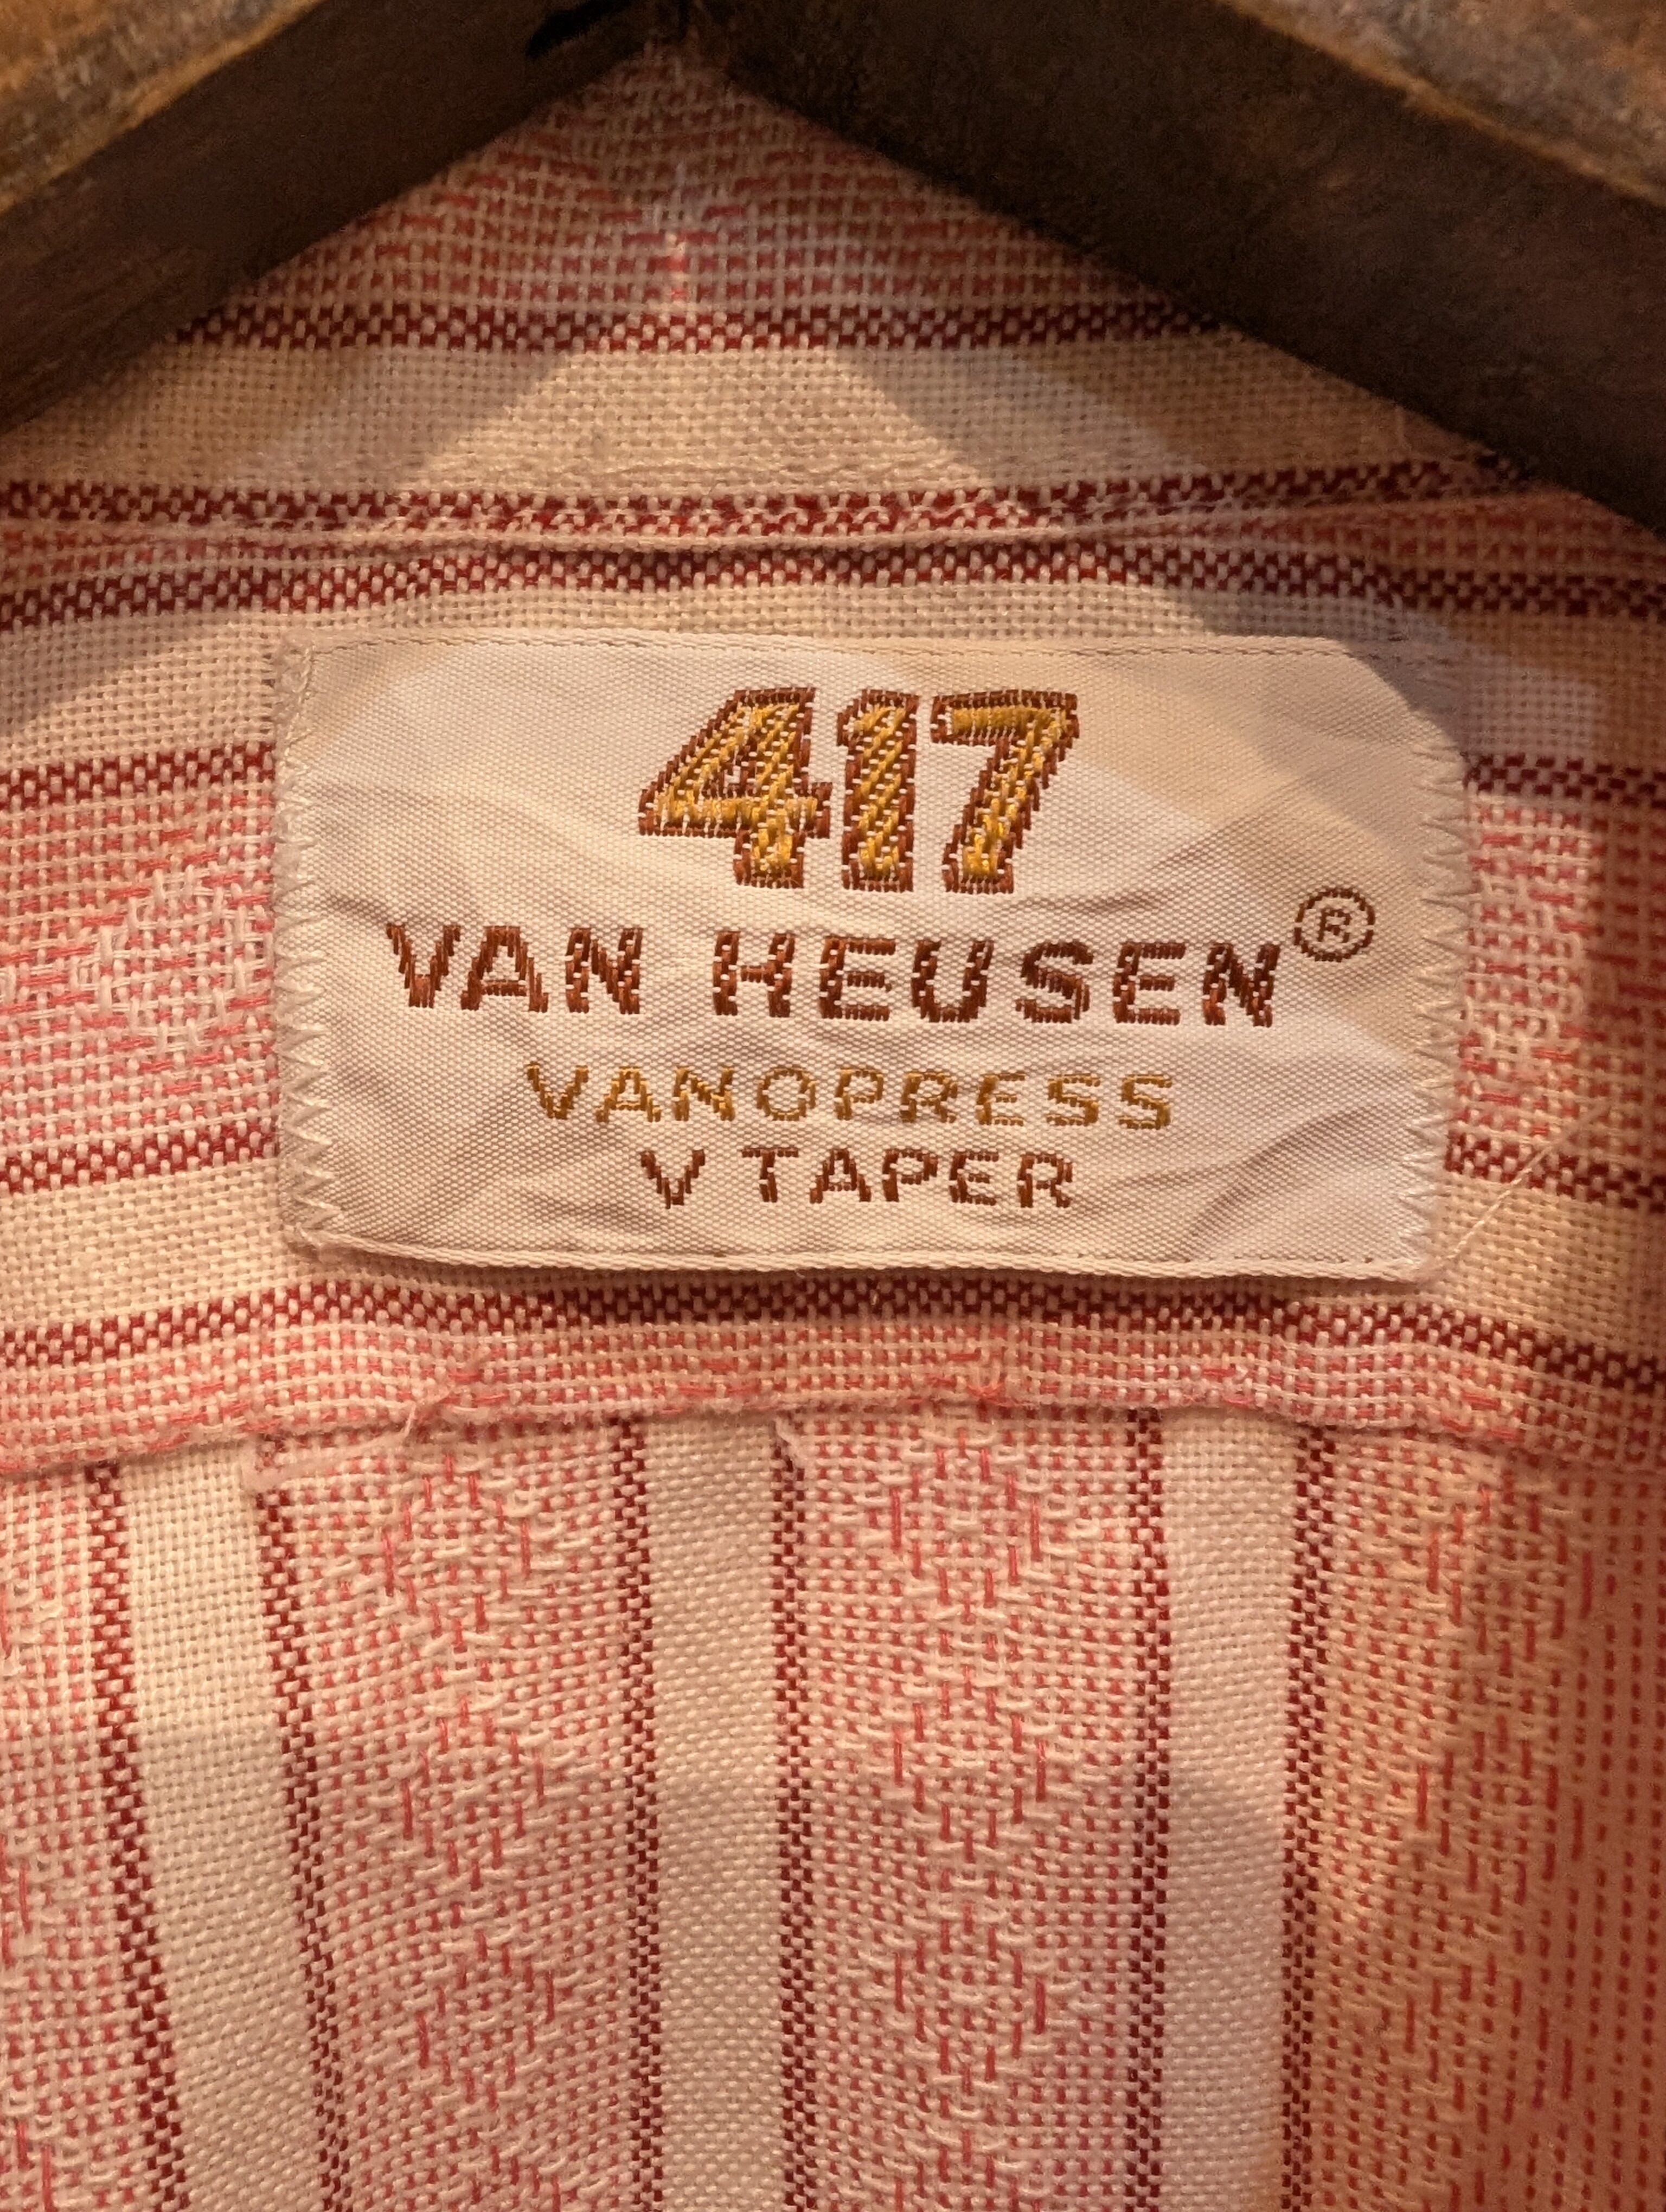 417
VAN HEUSEN®
VANOPRESS
V TAPER